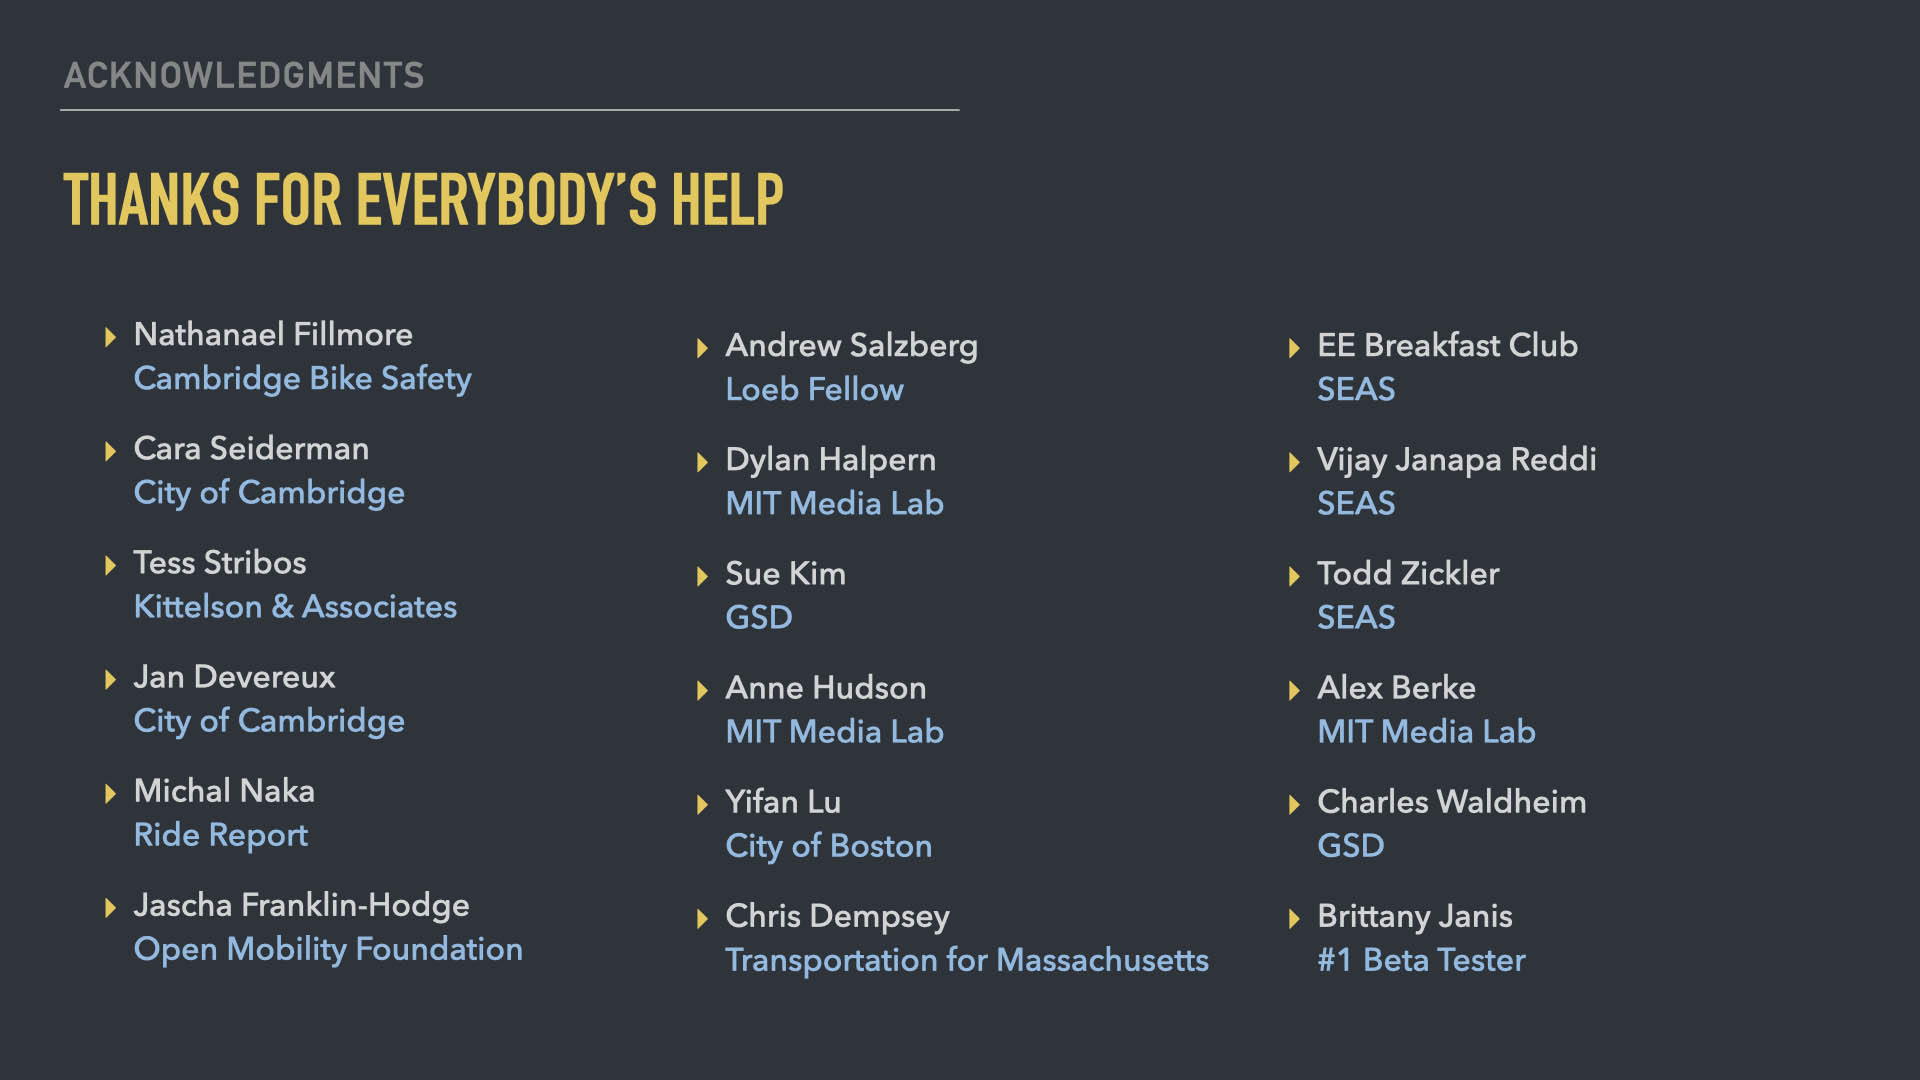 ACKNOWLEDGMENTS
THANKS FOR EVERYBODY’S HELP
Nathanael Fillmore
Cambridge Bike Safety
Cara Seiderman
City of Cambridge
Tess Stribos
Kittelson & Associates
Jan Devereux
City of Cambridge
Michal Naka
Ride Report
Jascha Franklin-Hodge
Open Mobility Foundation
Andrew Salzberg
Loeb Fellow
Dylan Halpern
MIT Media Lab
Sue Kim
GSD
Anne Hudson
MIT Media Lab
Yifan Lu
City of Boston
Chris Dempsey
Transportation for Massachusetts
EE Breakfast Club
SEAS
Vijay Janapa Reddi
SEAS
Todd Zickler
SEAS
Alex Berke
MIT Media Lab
Charles Waldheim
GSD
Brittany Janis
#1 Beta Tester